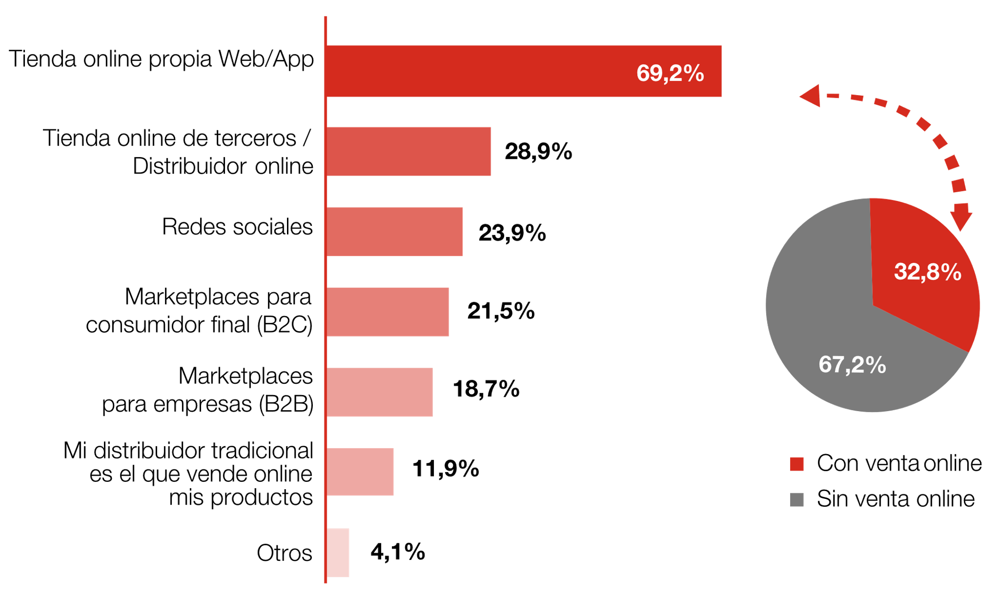 Tienda online propia Web/App
69,2%
Tienda online de terceros /
Distribuidor online
28,9%
Redes sociales
23,9%
Marketplaces para
consumidor final (B2C)
21,5%
Marketplaces
para empresas (B2B)
18,7%
Mi distribuidor tradicional
es el que vende online
mis productos
11,9%
Otros
4,1%
32,8%
67,2%
Con venta online
Sin venta online